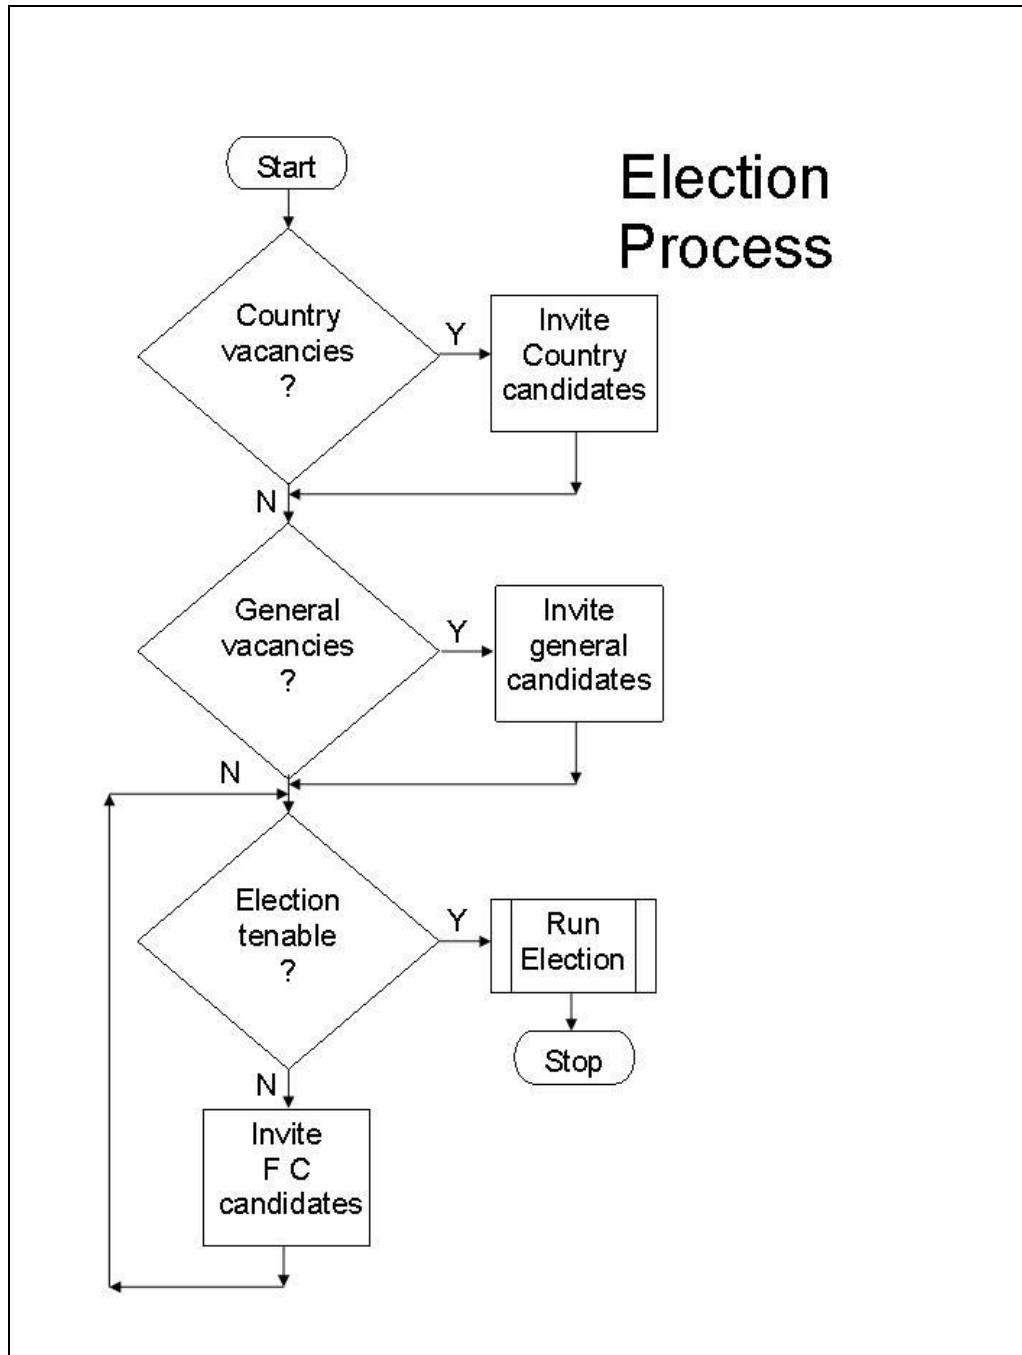 Election
Process
Start
Country
vacancies
?
Y
Invite
Country
candidates
N
General
vacancies
?
Y
Invite
general
candidates
N
Election
tenable
?
Y
Run
Election
Stop
N
Invite
F C
candidates